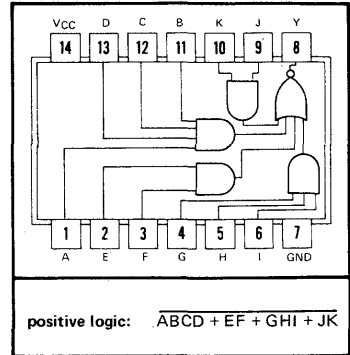 VCC D C B K J Y
14 13 12 11 10 9 8
1 2 3 4 5 6 7
A E F G H I GND
positive logic: ABCD + EF + GHI + JK